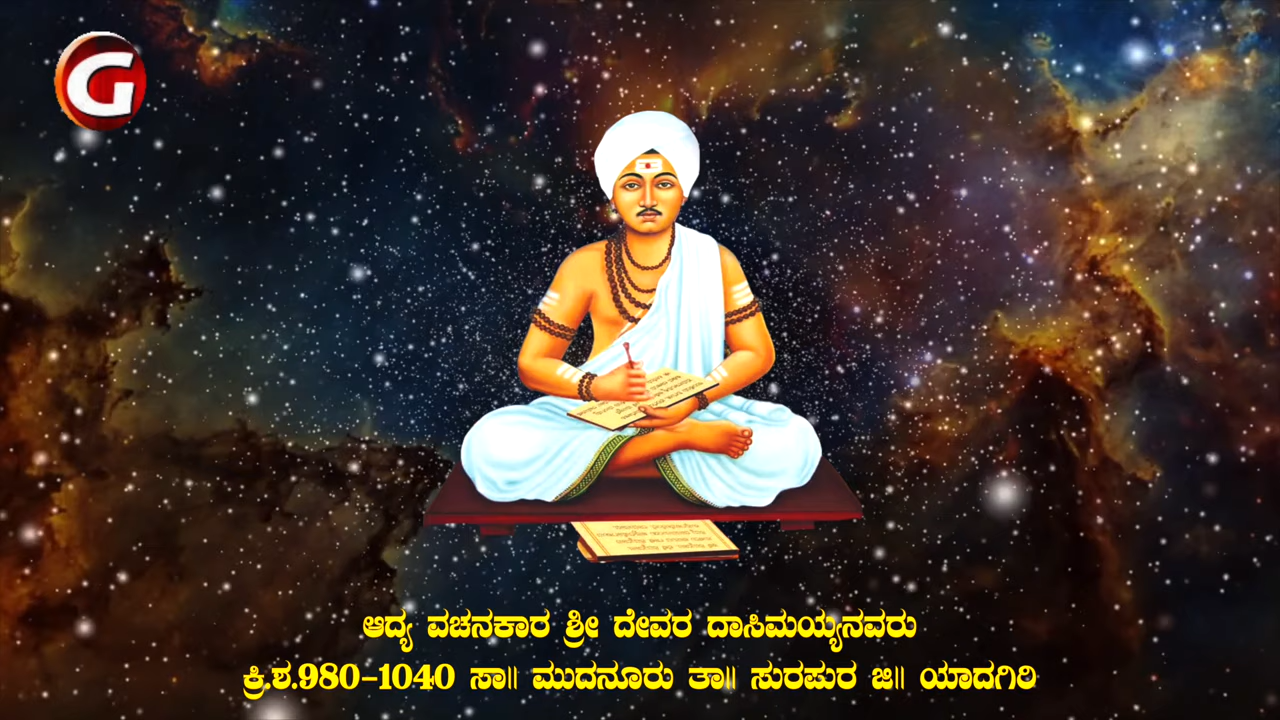 G
ಆದ್ಯ ವಚನಕಾರ ಶ್ರೀ ದೇವರ ದಾಸಿಮಯ್ಯನವರು
ಕ್ರಿ.ಶ.980-1040 ಸಾ॥ ಮುದನೂರು ತಾ॥ ಸುರಪುರ ಜಿ॥ ಯಾದಗಿರಿ